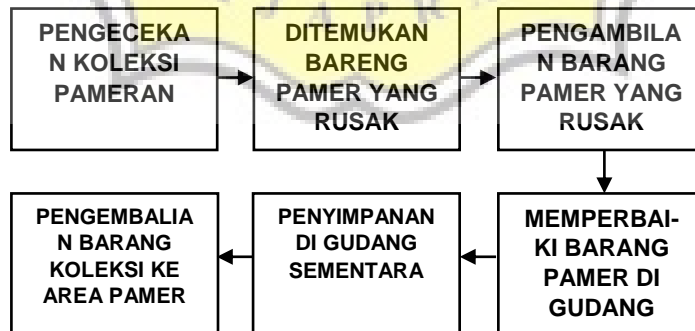 PENGECEKA
N KOLEKSI
PAMERAN
DITEMUKAN
BARENG
PAMER YANG
RUSAK
PENGAMBILA
N BARANG
PAMER YANG
RUSAK
MEMPERBAI-
KI BARANG
PAMER DI
GUDANG
PENYIMPANAN
DI GUDANG
SEMENTARA
PENGEMBALIA
N BARANG
KOLEKSI KE
AREA PAMER